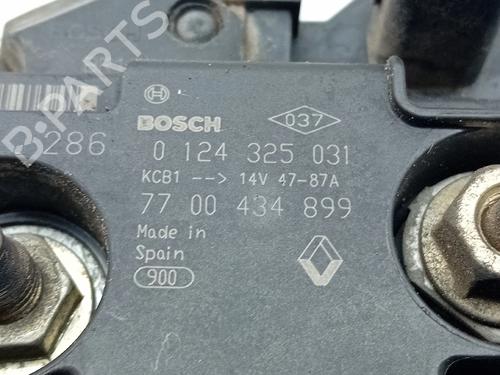 BOSCH
B-PARTS
BOSCH
037
286
0 124 325 031
KCB1 --> 14V 47-87A
77 00 434 899
Made in
Spain
900